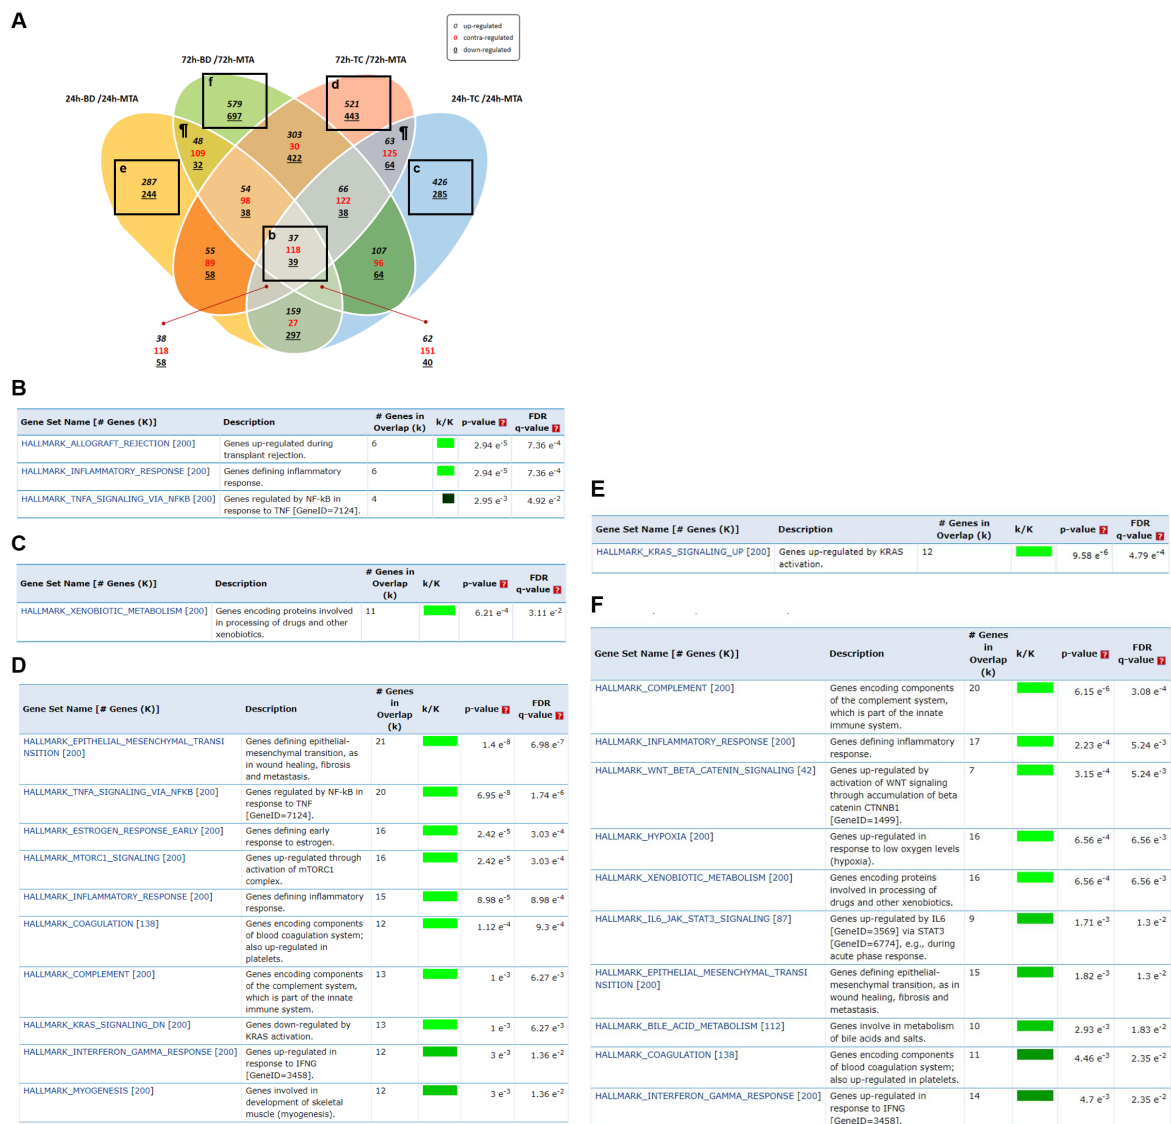 A
0 up-regulated
0 contra-regulated
0 down-regulated
72h-BD /72h-MTA
72h-TC /72h-MTA
24h-BD /24h-MTA
24h-TC /24h-MTA
f
579
697
d
521
443
¶
48
109
32
303
30
422
63
125
64
¶
e
287
244
c
426
285
54
98
38
66
122
38
b
37
118
39
55
89
58
107
96
64
159
27
297
38
118
58
62
151
40
B
Gene Set Name [# Genes (K)] Description # Genes in Overlap (k) k/K p-value ? FDR q-value ?
HALLMARK_ALLOGRAFT_REJECTION [200] Genes up-regulated during transplant rejection. 6 2.94 e-5 7.36 e-4
HALLMARK_INFLAMMATORY_RESPONSE [200] Genes defining inflammatory response. 6 2.94 e-5 7.36 e-4
HALLMARK_TNFA_SIGNALING_VIA_NFKB [200] Genes regulated by NF-kB in response to TNF [GeneID=7124]. 4 2.95 e-3 4.92 e-2
C
Gene Set Name [# Genes (K)] Description # Genes in Overlap (k) k/K p-value ? FDR q-value ?
HALLMARK_XENOBIOTIC_METABOLISM [200] Genes encoding proteins involved in processing of drugs and other xenobiotics. 11 6.21 e-4 3.11 e-2
D
Gene Set Name [# Genes (K)] Description # Genes in Overlap (k) k/K p-value ? FDR q-value ?
HALLMARK_EPITHELIAL_MESENCHYMAL_TRANSI NSITION [200] Genes defining epithelial-mesenchymal transition, as in wound healing, fibrosis and metastasis. 21 1.4 e-8 6.98 e-7
HALLMARK_TNFA_SIGNALING_VIA_NFKB [200] Genes regulated by NF-kB in response to TNF [GeneID=7124]. 20 6.95 e-8 1.74 e-6
HALLMARK_ESTROGEN_RESPONSE_EARLY [200] Genes defining early response to estrogen. 16 2.42 e-5 3.03 e-4
HALLMARK_MTORC1_SIGNALING [200] Genes up-regulated through activation of mTORC1 complex. 16 2.42 e-5 3.03 e-4
HALLMARK_INFLAMMATORY_RESPONSE [200] Genes defining inflammatory response. 15 8.98 e-5 8.98 e-4
HALLMARK_COAGULATION [138] Genes encoding components of blood coagulation system; also up-regulated in platelets. 12 1.12 e-4 9.3 e-4
HALLMARK_COMPLEMENT [200] Genes encoding components of the complement system, which is part of the innate immune system. 13 1 e-3 6.27 e-3
HALLMARK_KRAS_SIGNALING_DN [200] Genes down-regulated by KRAS activation. 13 1 e-3 6.27 e-3
HALLMARK_INTERFERON_GAMMA_RESPONSE [200] Genes up-regulated in response to IFNG [GeneID=3458]. 12 3 e-3 1.36 e-2
HALLMARK_MYOGENESIS [200] Genes involved in development of skeletal muscle (myogenesis). 12 3 e-3 1.36 e-2
E
Gene Set Name [# Genes (K)] Description # Genes in Overlap (k) k/K p-value ? FDR q-value ?
HALLMARK_KRAS_SIGNALING_UP [200] Genes up-regulated by KRAS activation. 12 9.58 e-6 4.79 e-4
F
Gene Set Name [# Genes (K)] Description # Genes in Overlap (k) k/K p-value ? FDR q-value ?
HALLMARK_COMPLEMENT [200] Genes encoding components of the complement system, which is part of the innate immune system. 20 6.15 e-6 3.08 e-4
HALLMARK_INFLAMMATORY_RESPONSE [200] Genes defining inflammatory response. 17 2.23 e-4 5.24 e-3
HALLMARK_WNT_BETA_CATENIN_SIGNALING [42] Genes up-regulated by activation of WNT signaling through accumulation of beta catenin CTNNB1 [GeneID=1499]. 7 3.15 e-4 5.24 e-3
HALLMARK_HYPOXIA [200] Genes up-regulated in response to low oxygen levels (hypoxia). 16 6.56 e-4 6.56 e-3
HALLMARK_XENOBIOTIC_METABOLISM [200] Genes encoding proteins involved in processing of drugs and other xenobiotics. 16 6.56 e-4 6.56 e-3
HALLMARK_IL6_JAK_STAT3_SIGNALING [87] Genes up-regulated by IL6 [GeneID=3569] via STAT3 [GeneID=6774], e.g., during acute phase response. 9 1.71 e-3 1.3 e-2
HALLMARK_EPITHELIAL_MESENCHYMAL_TRANSI NSITION [200] Genes defining epithelial-mesenchymal transition, as in wound healing, fibrosis and metastasis. 15 1.82 e-3 1.3 e-2
HALLMARK_BILE_ACID_METABOLISM [112] Genes involve in metabolism of bile acids and salts. 10 2.93 e-3 1.83 e-2
HALLMARK_COAGULATION [138] Genes encoding components of blood coagulation system; also up-regulated in platelets. 11 4.46 e-3 2.35 e-2
HALLMARK_INTERFERON_GAMMA_RESPONSE [200] Genes up-regulated in response to IFNG [GeneID=3458]. 14 4.7 e-3 2.35 e-2